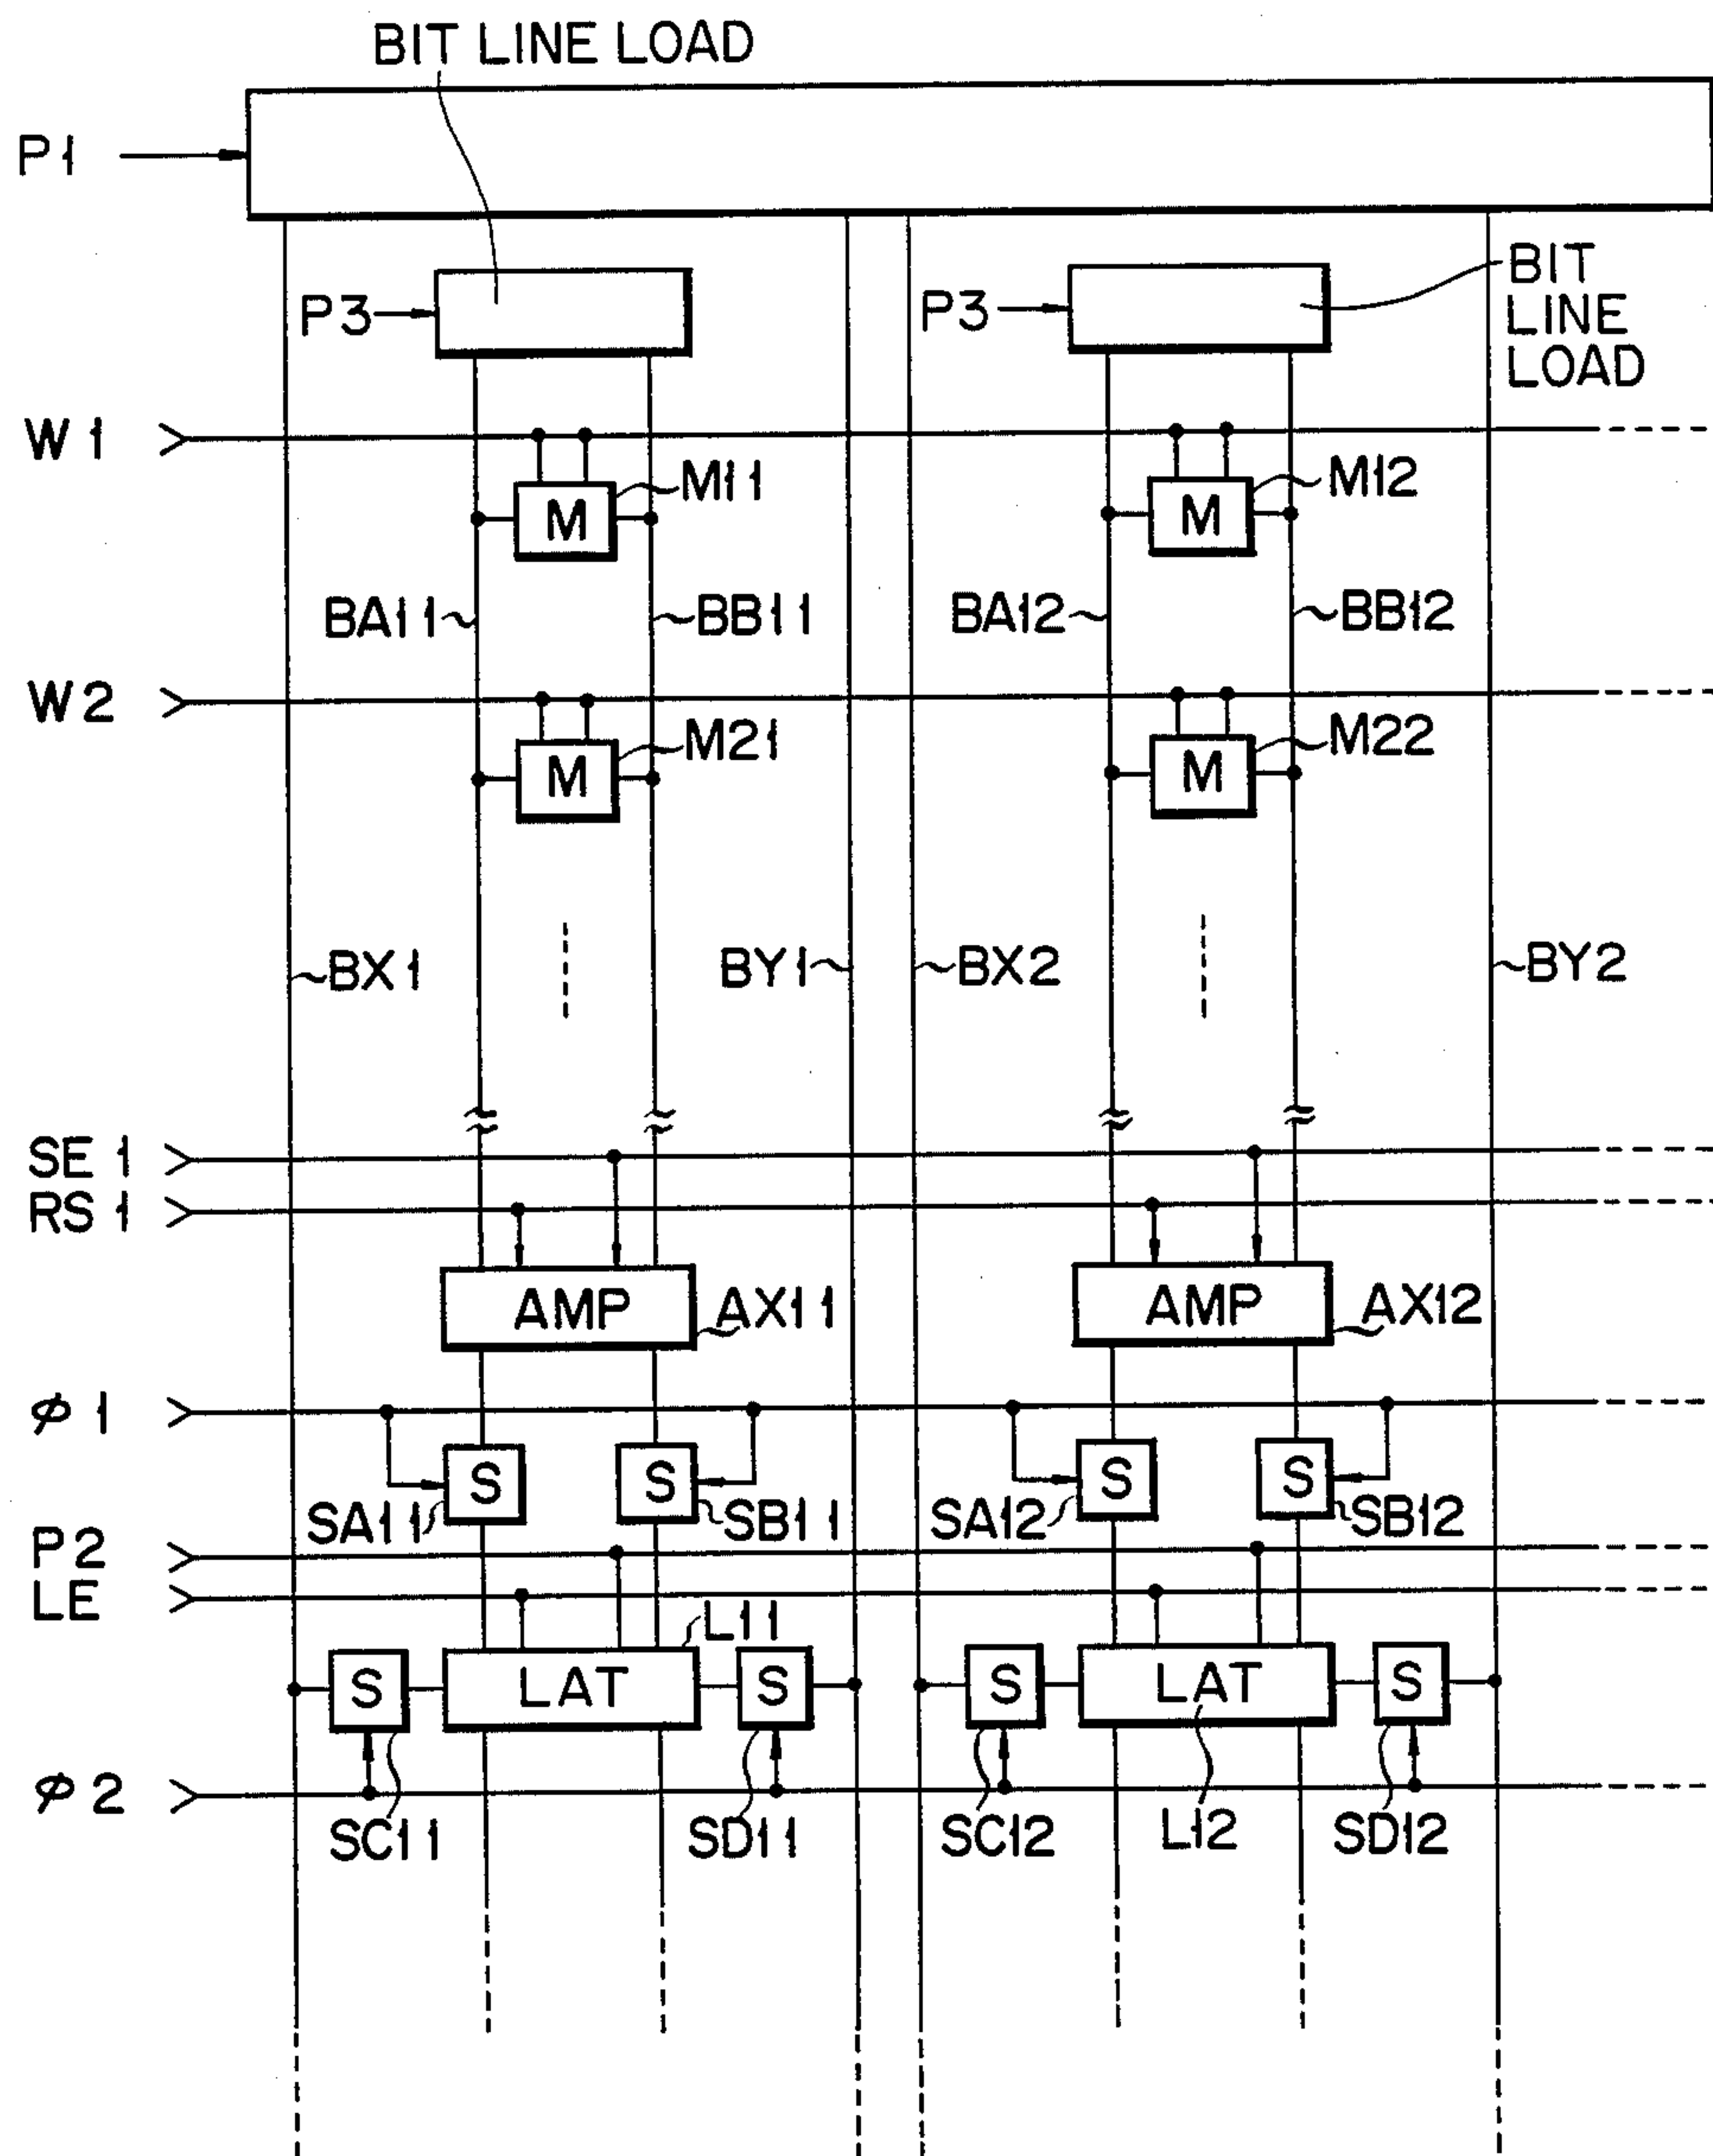 BIT LINE LOAD
P1
P3
P3
BIT
LINE
LOAD
W1
M11
M12
M
M
BA11
BB11
BA12
BB12
W2
M21
M22
M
M
BX1
BY1
BX2
BY2
SE1
RS1
AMP
AX11
AMP
AX12
ø1
S
S
S
S
SA11
SB11
SA12
SB12
P2
LE
L11
S
LAT
S
S
LAT
S
ø2
SC11
SD11
SC12
L12
SD12